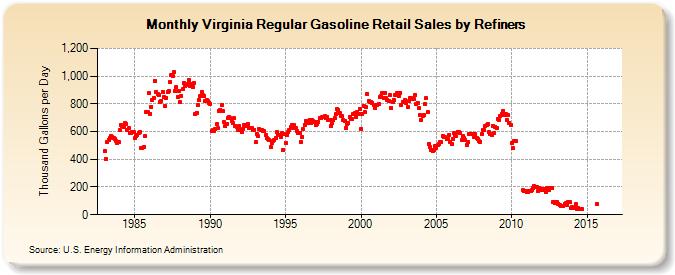 Monthly Virginia Regular Gasoline Retail Sales by Refiners
Thousand Gallons per Day
1,200
1,000
800
600
400
200
0
1985 1990 1995 2000 2005 2010 2015
Source: U.S. Energy Information Administration